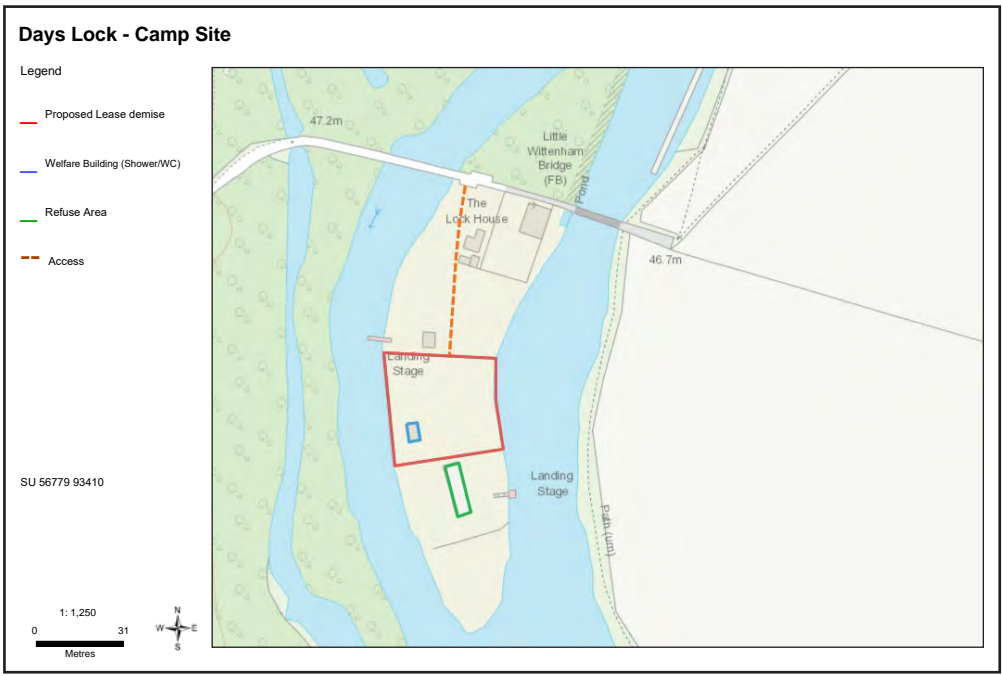 Days Lock - Camp Site
Legend
Proposed Lease demise
Welfare Building (Shower/WC)
Refuse Area
Access
SU 56779 93410
1: 1,250
0 31
Metres
N
W E
S
47.2m
Little
Wittenham
Bridge
(FB)
Pond
The
Lock House
46.7m
Landing
Stage
Landing
Stage
Path (um)